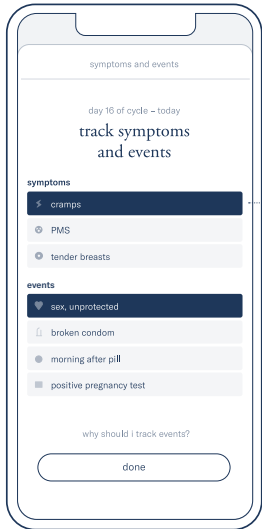 symptoms and events
day 16 of cycle – today
track symptoms
and events
symptoms
cramps
PMS
tender breasts
events
sex, unprotected
broken condom
morning after pill
positive pregnancy test
why should i track events?
done